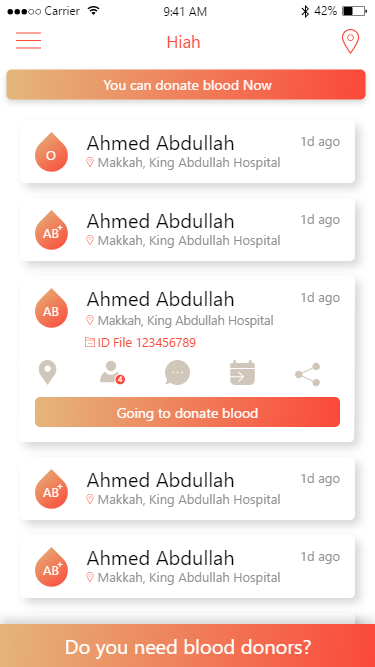 Carrier 9:41 AM 42%
Hiah
You can donate blood Now
Ahmed Abdullah 1d ago
O
Makkah, King Abdullah Hospital
Ahmed Abdullah 1d ago
AB+
Makkah, King Abdullah Hospital
Ahmed Abdullah 1d ago
AB
Makkah, King Abdullah Hospital
ID File 123456789
4
Going to donate blood
Ahmed Abdullah 1d ago
AB+
Makkah, King Abdullah Hospital
Ahmed Abdullah 1d ago
AB+
Makkah, King Abdullah Hospital
Do you need blood donors?